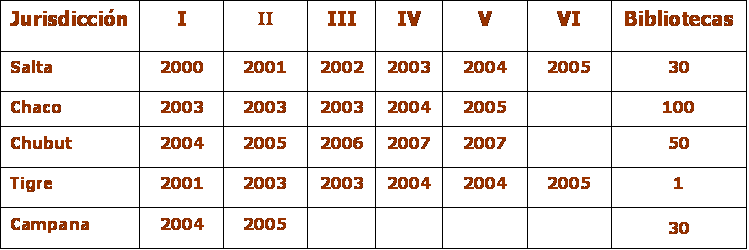 Jurisdicción I II III IV V VI Bibliotecas
Salta 2000 2001 2002 2003 2004 2005 30
Chaco 2003 2003 2003 2004 2005 100
Chubut 2004 2005 2006 2007 2007 50
Tigre 2001 2003 2003 2004 2004 2005 1
Campana 2004 2005 30